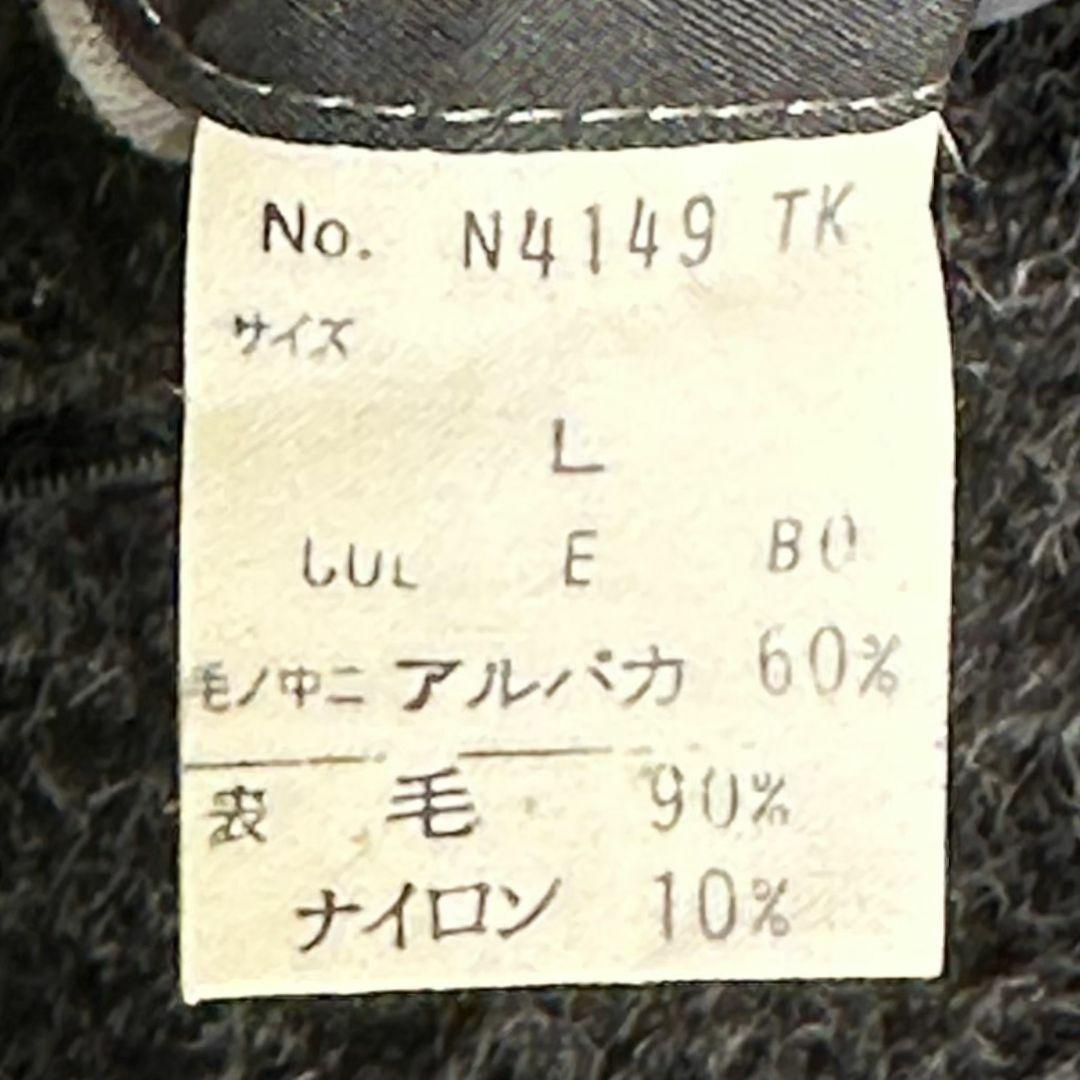 No. N4149 TK
サイズ
L
E
毛ノ中ニ アルパカ 60%
表 毛 90%
ナイロン 10%